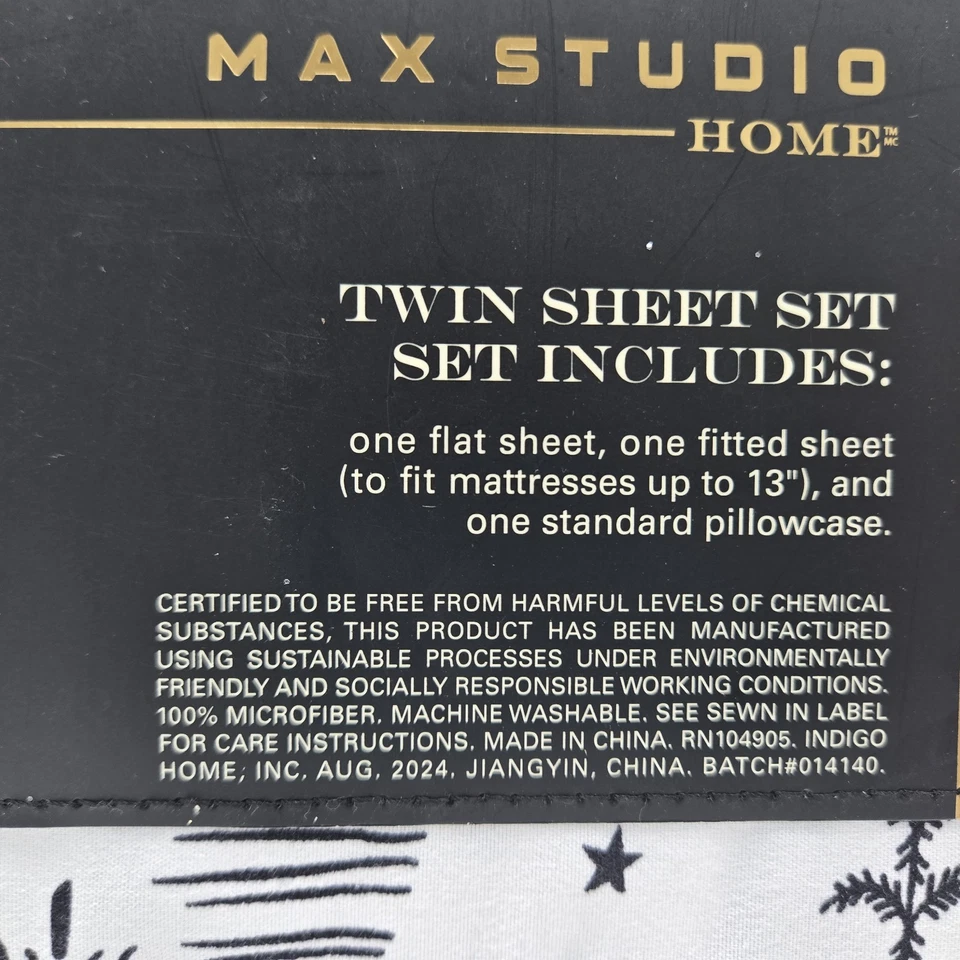 MAX STUDIO
HOME™ MC
TWIN SHEET SET
SET INCLUDES:
one flat sheet, one fitted sheet
(to fit mattresses up to 13"), and
one standard pillowcase.
CERTIFIED TO BE FREE FROM HARMFUL LEVELS OF CHEMICAL
SUBSTANCES, THIS PRODUCT HAS BEEN MANUFACTURED
USING SUSTAINABLE PROCESSES UNDER ENVIRONMENTALLY
FRIENDLY AND SOCIALLY RESPONSIBLE WORKING CONDITIONS.
100% MICROFIBER. MACHINE WASHABLE. SEE SEWN IN LABEL
FOR CARE INSTRUCTIONS. MADE IN CHINA. RN104905. INDIGO
HOME, INC. AUG. 2024. JIANGYIN, CHINA. BATCH#014140.